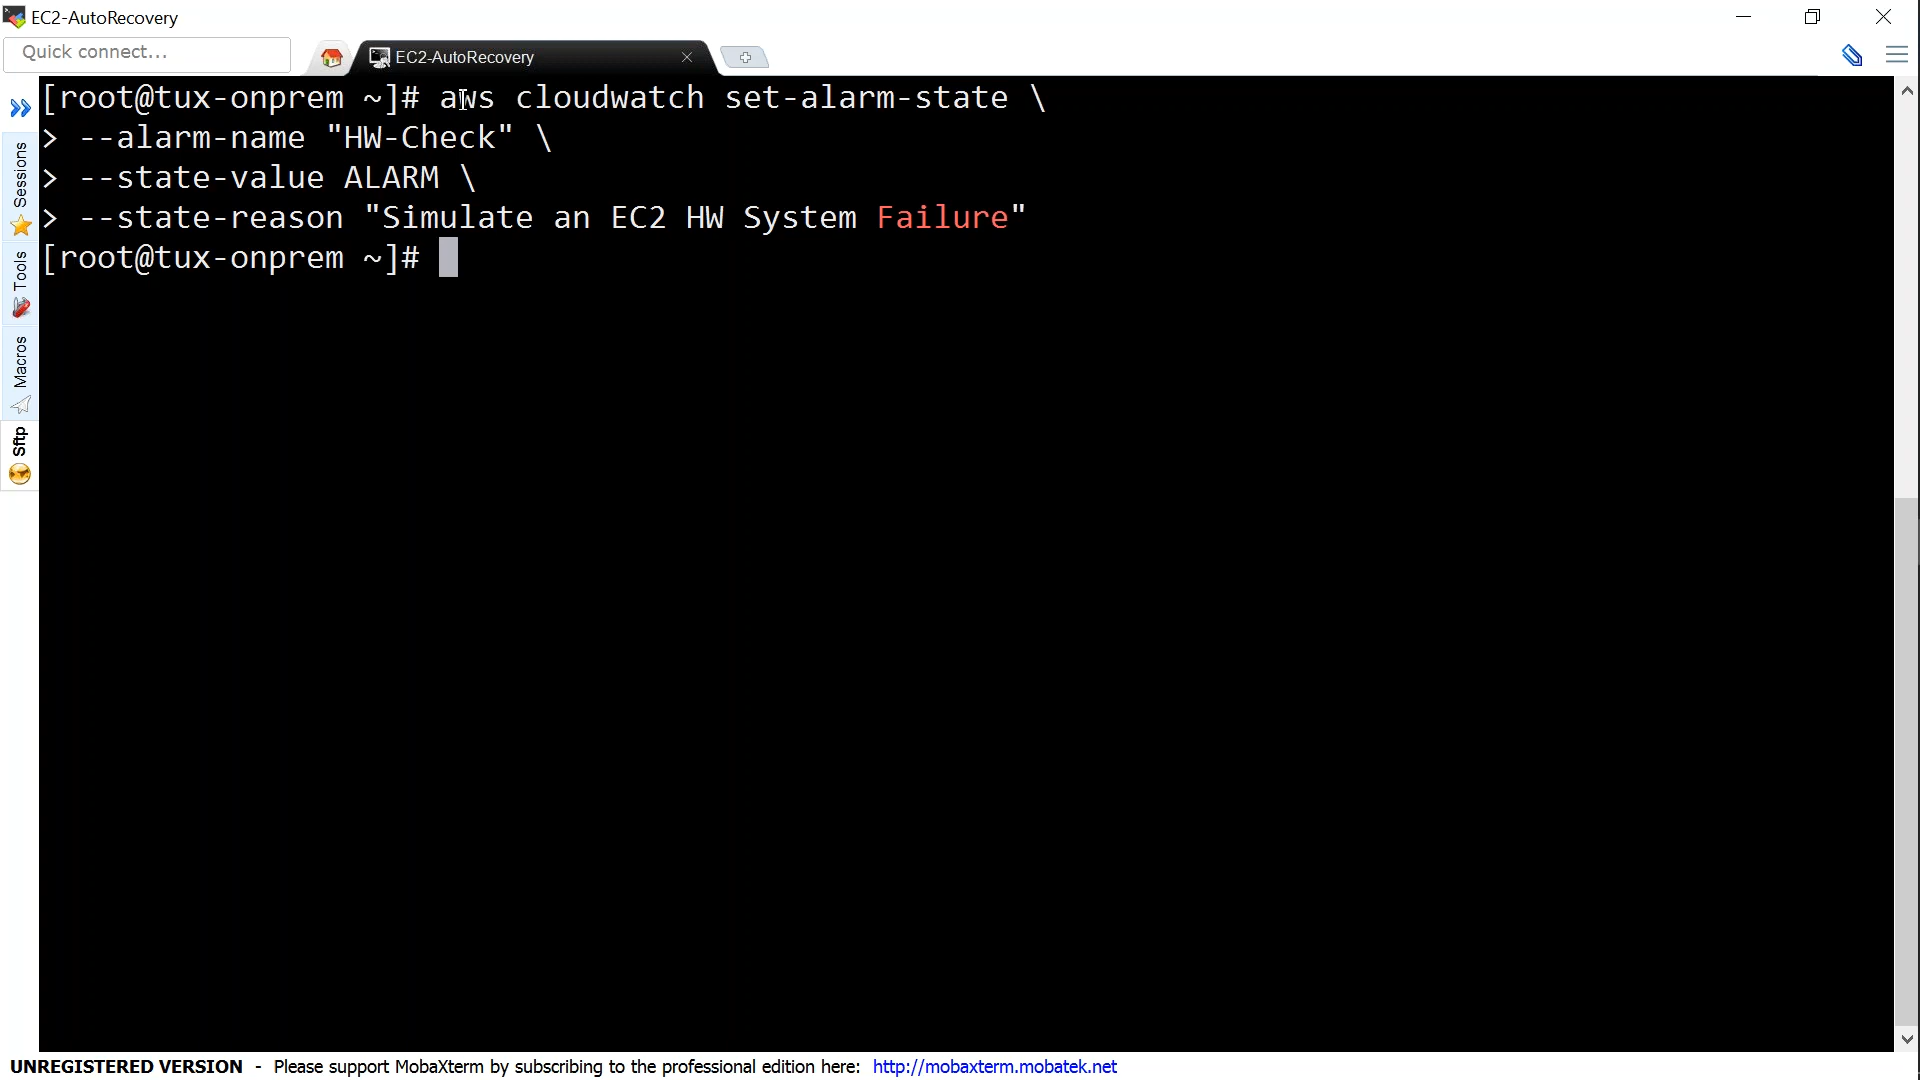 EC2-AutoRecovery
Quick connect...
EC2-AutoRecovery
[root@tux-onprem ~]# aws cloudwatch set-alarm-state \
> --alarm-name "HW-Check" \
> --state-value ALARM \
> --state-reason "Simulate an EC2 HW System Failure"
[root@tux-onprem ~]#
Sessions
Tools
Macros
Sftp
UNREGISTERED VERSION - Please support MobaXterm by subscribing to the professional edition here: http://mobaxterm.mobatek.net